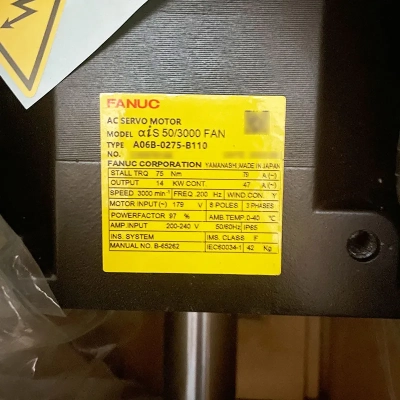 FANUC
AC SERVO MOTOR
MODEL αiS 50/3000 FAN
TYPE A06B-0275-B110
NO.
FANUC CORPORATION YAMANASHI, MADE IN JAPAN
STALL TRQ 75 Nm 79 A(~)
OUTPUT 14 KW CONT. 47 A(~)
SPEED 3000 min⁻¹ FREQ. 200 Hz WIND.CON. Y
MOTOR INPUT(~) 179 V 8 POLES 3 PHASES
POWERFACTOR 97 % AMB.TEMP. 0-40 ℃
AMP.INPUT 200-240 V 50/60Hz IP65
INS. SYSTEM IMS. CLASS F
MANUAL NO. B-65262 IEC60034-1 42 Kg